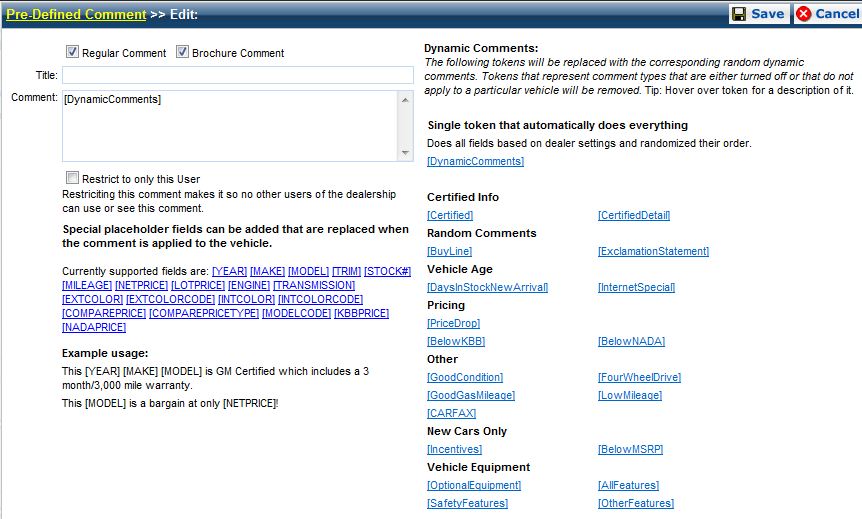 Pre-Defined Comment >> Edit:
Save
Cancel
Regular Comment
Brochure Comment
Title:
Comment:
[DynamicComments]
Restrict to only this User
Restriciting this comment makes it so no other users of the dealership
can use or see this comment.
Special placeholder fields can be added that are replaced when
the comment is applied to the vehicle.
Currently supported fields are: [YEAR] [MAKE] [MODEL] [TRIM] [STOCK#]
[MILEAGE] [NETPRICE] [LOTPRICE] [ENGINE] [TRANSMISSION]
[EXTCOLOR] [EXTCOLORCODE] [INTCOLOR] [INTCOLORCODE]
[COMPAREPRICE] [COMPAREPRICETYPE] [MODELCODE] [KBBPRICE]
[NADAPRICE]
Example usage:
This [YEAR] [MAKE] [MODEL] is GM Certified which includes a 3
month/3,000 mile warranty.
This [MODEL] is a bargain at only [NETPRICE]!
Dynamic Comments:
The following tokens will be replaced with the corresponding random dynamic
comments. Tokens that represent comment types that are either turned off or that do not
apply to a particular vehicle will be removed. Tip: Hover over token for a description of it.
Single token that automatically does everything
Does all fields based on dealer settings and randomized their order.
[DynamicComments]
Certified Info
[Certified] [CertifiedDetail]
Random Comments
[BuyLine] [ExclamationStatement]
Vehicle Age
[DaysInStockNewArrival] [InternetSpecial]
Pricing
[PriceDrop]
[BelowKBB] [BelowNADA]
Other
[GoodCondition] [FourWheelDrive]
[GoodGasMileage] [LowMileage]
[CARFAX]
New Cars Only
[Incentives] [BelowMSRP]
Vehicle Equipment
[OptionalEquipment] [AllFeatures]
[SafetyFeatures] [OtherFeatures]